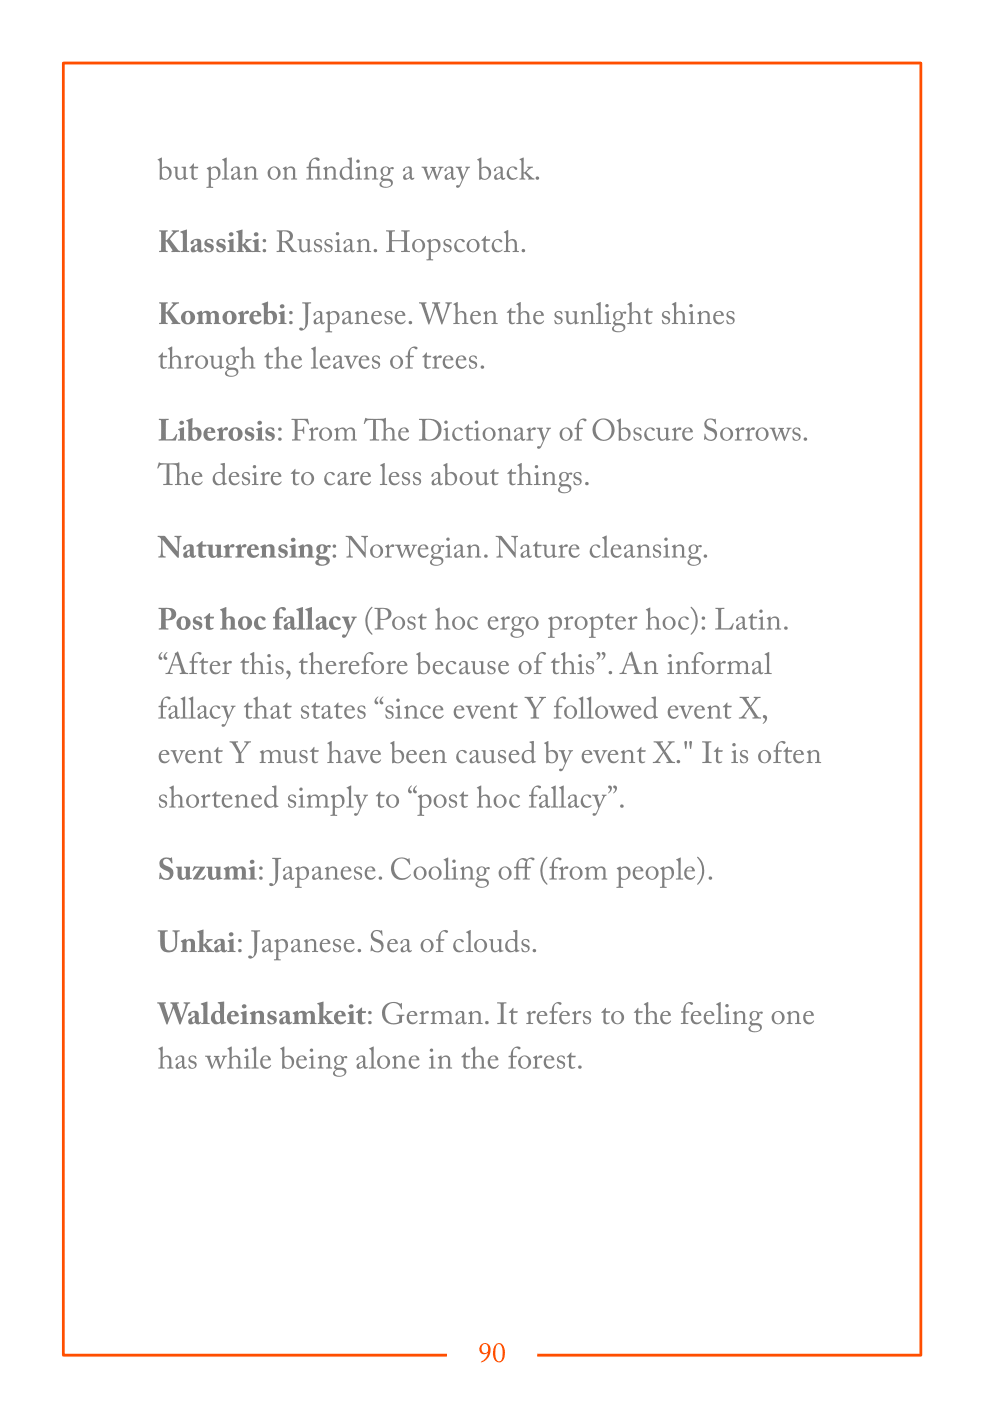 but plan on finding a way back.
Klassiki: Russian. Hopscotch.
Komorebi: Japanese. When the sunlight shines
through the leaves of trees.
Liberosis: From The Dictionary of Obscure Sorrows.
The desire to care less about things.
Naturrensing: Norwegian. Nature cleansing.
Post hoc fallacy (Post hoc ergo propter hoc): Latin.
“After this, therefore because of this”. An informal
fallacy that states “since event Y followed event X,
event Y must have been caused by event X." It is often
shortened simply to “post hoc fallacy”.
Suzumi: Japanese. Cooling off (from people).
Unkai: Japanese. Sea of clouds.
Waldeinsamkeit: German. It refers to the feeling one
has while being alone in the forest.
90